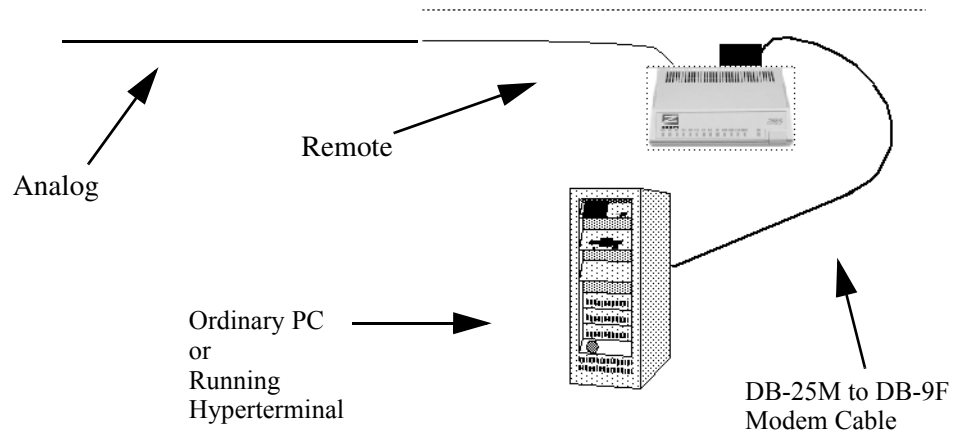 Analog
Remote
Ordinary PC
or
Running
Hyperterminal
DB-25M to DB-9F
Modem Cable